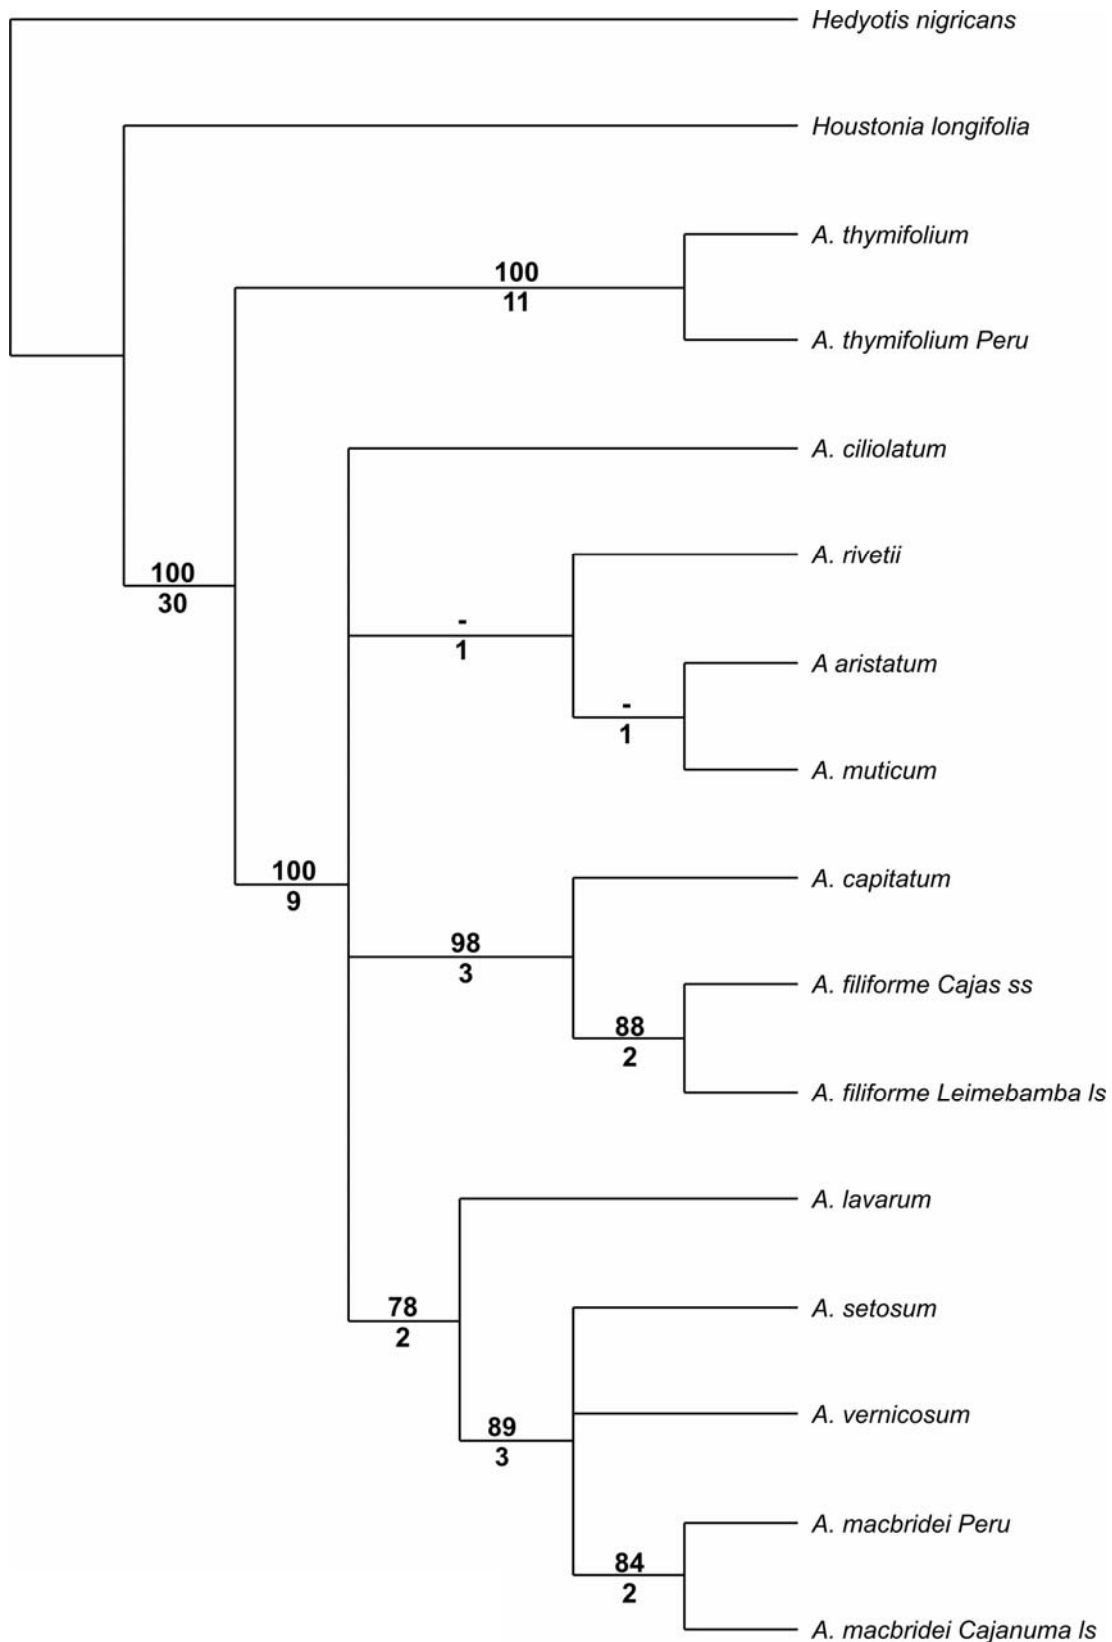 Hedyotis nigricans
Houstonia longifolia
A. thymifolium
100
11
A. thymifolium Peru
A. ciliolatum
A. rivetii
100
30
-
1
A aristatum
-
1
A. muticum
100
9
A. capitatum
98
3
A. filiforme Cajas ss
88
2
A. filiforme Leimebamba ls
A. lavarum
78
2
A. setosum
A. vernicosum
89
3
A. macbridei Peru
84
2
A. macbridei Cajanuma ls